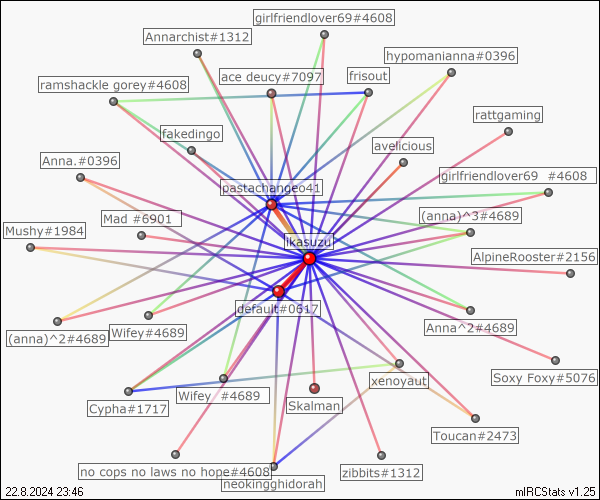 girlfriendlover69#4608
Annarchist#1312
hypomanianna#0396
ace deucy#7097
frisout
ramshackle gorey#4608
rattgaming
fakedingo
avelicious
Anna.#0396
girlfriendlover69 #4608
pastachangeo41
Mad #6901
(anna)^3#4689
Mushy#1984
ikasuzu
AlpineRooster#2156
default#0617
(anna)^2#4689
Wifey#4689
Anna^2#4689
Soxy Foxy#5076
xenoyaut
Wifey #4689
Cypha#1717
Skalman
Toucan#2473
no cops no laws no hope#4608
zibbits#1312
neokingghidorah
22.8.2024 23:46
mIRCStats v1.25